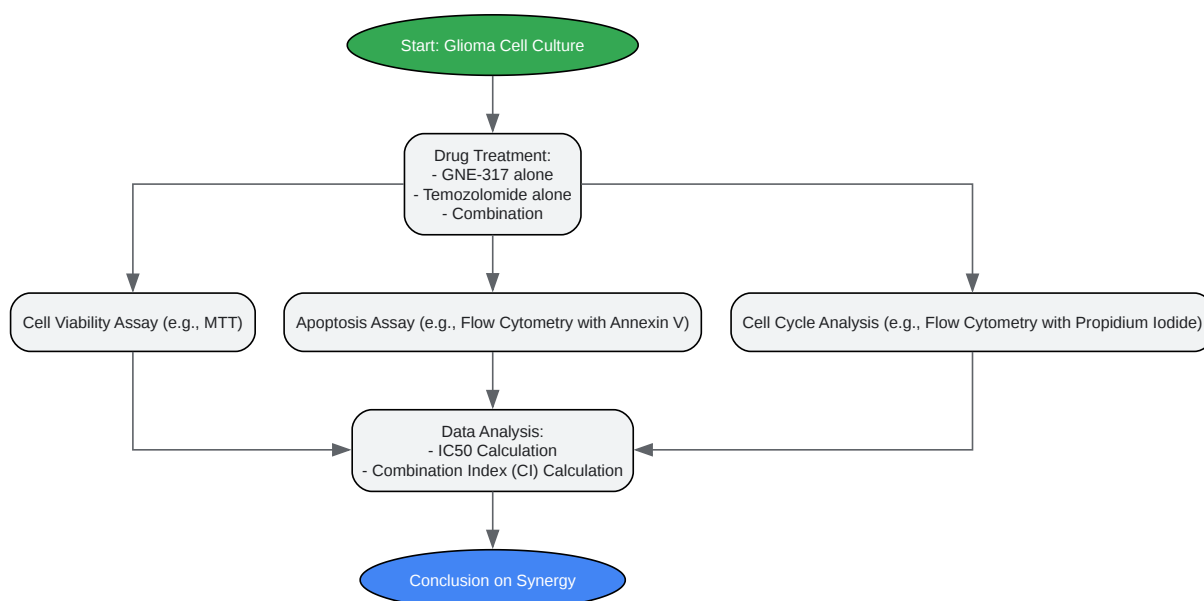 Start: Glioma Cell Culture
Drug Treatment:
- GNE-317 alone
- Temozolomide alone
- Combination
Cell Viability Assay (e.g., MTT)
Apoptosis Assay (e.g., Flow Cytometry with Annexin V)
Cell Cycle Analysis (e.g., Flow Cytometry with Propidium Iodide)
Data Analysis:
- IC50 Calculation
- Combination Index (CI) Calculation
Conclusion on Synergy